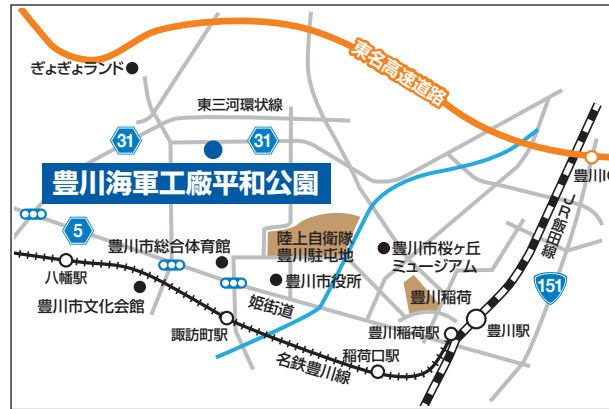 ぎょぎょランド
東名高速道路
東三河環状線
31
31
豊川海軍工廠平和公園
豊川IC
JR飯田線
5
八幡駅
豊川市総合体育館
陸上自衛隊
豊川駐屯地
豊川市桜ヶ丘
ミュージアム
151
豊川市文化会館
豊川市役所
豊川稲荷
姫街道
諏訪町駅
豊川稲荷駅
豊川駅
名鉄豊川線
稲荷口駅